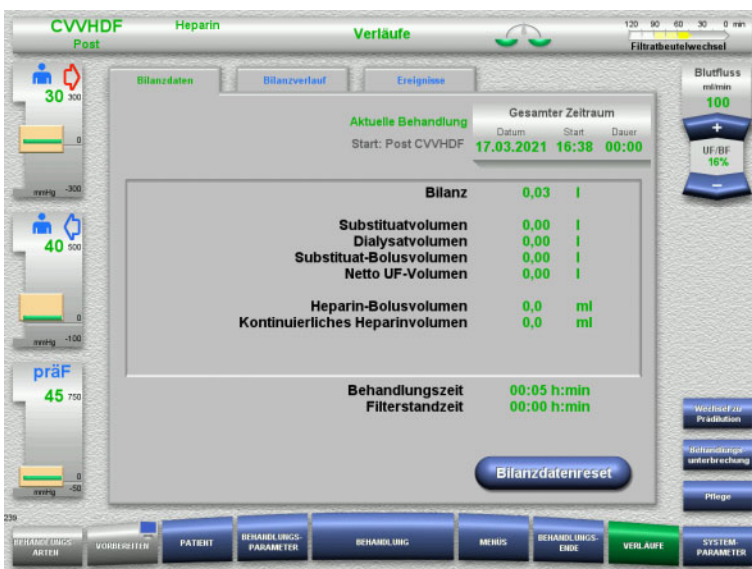 CVVHDF
Post
Heparin
Verläufe
120 90 60 30 0 min
Filtratbeutelwechsel
30 300
0
mmHg -300
40 500
0
mmHg -100
präF
45 750
0
mmHg -50
Bilanzdaten
Bilanzverlauf
Ereignisse
Aktuelle Behandlung
Start: Post CVVHDF
Gesamter Zeitraum
Datum Start Dauer
17.03.2021 16:38 00:00
Bilanz 0,03 l
Substituatvolumen 0,00 l
Dialysatvolumen 0,00 l
Substituat-Bolusvolumen 0,00 l
Netto UF-Volumen 0,00 l
Heparin-Bolusvolumen 0,0 ml
Kontinuierliches Heparinvolumen 0,0 ml
Behandlungszeit 00:05 h:min
Filterstandzeit 00:00 h:min
Bilanzdatenreset
Blutfluss
ml/min
100
+
UF/BF
16%
−
Wechsel zu
Prädilution
Behandlungs-
unterbrechung
Pflege
239
BEHANDLUNGS-
ARTEN
VORBEREITEN
PATIENT
BEHANDLUNGS-
PARAMETER
BEHANDLUNG
MENÜS
BEHANDLUNGS-
ENDE
VERLÄUFE
SYSTEM-
PARAMETER